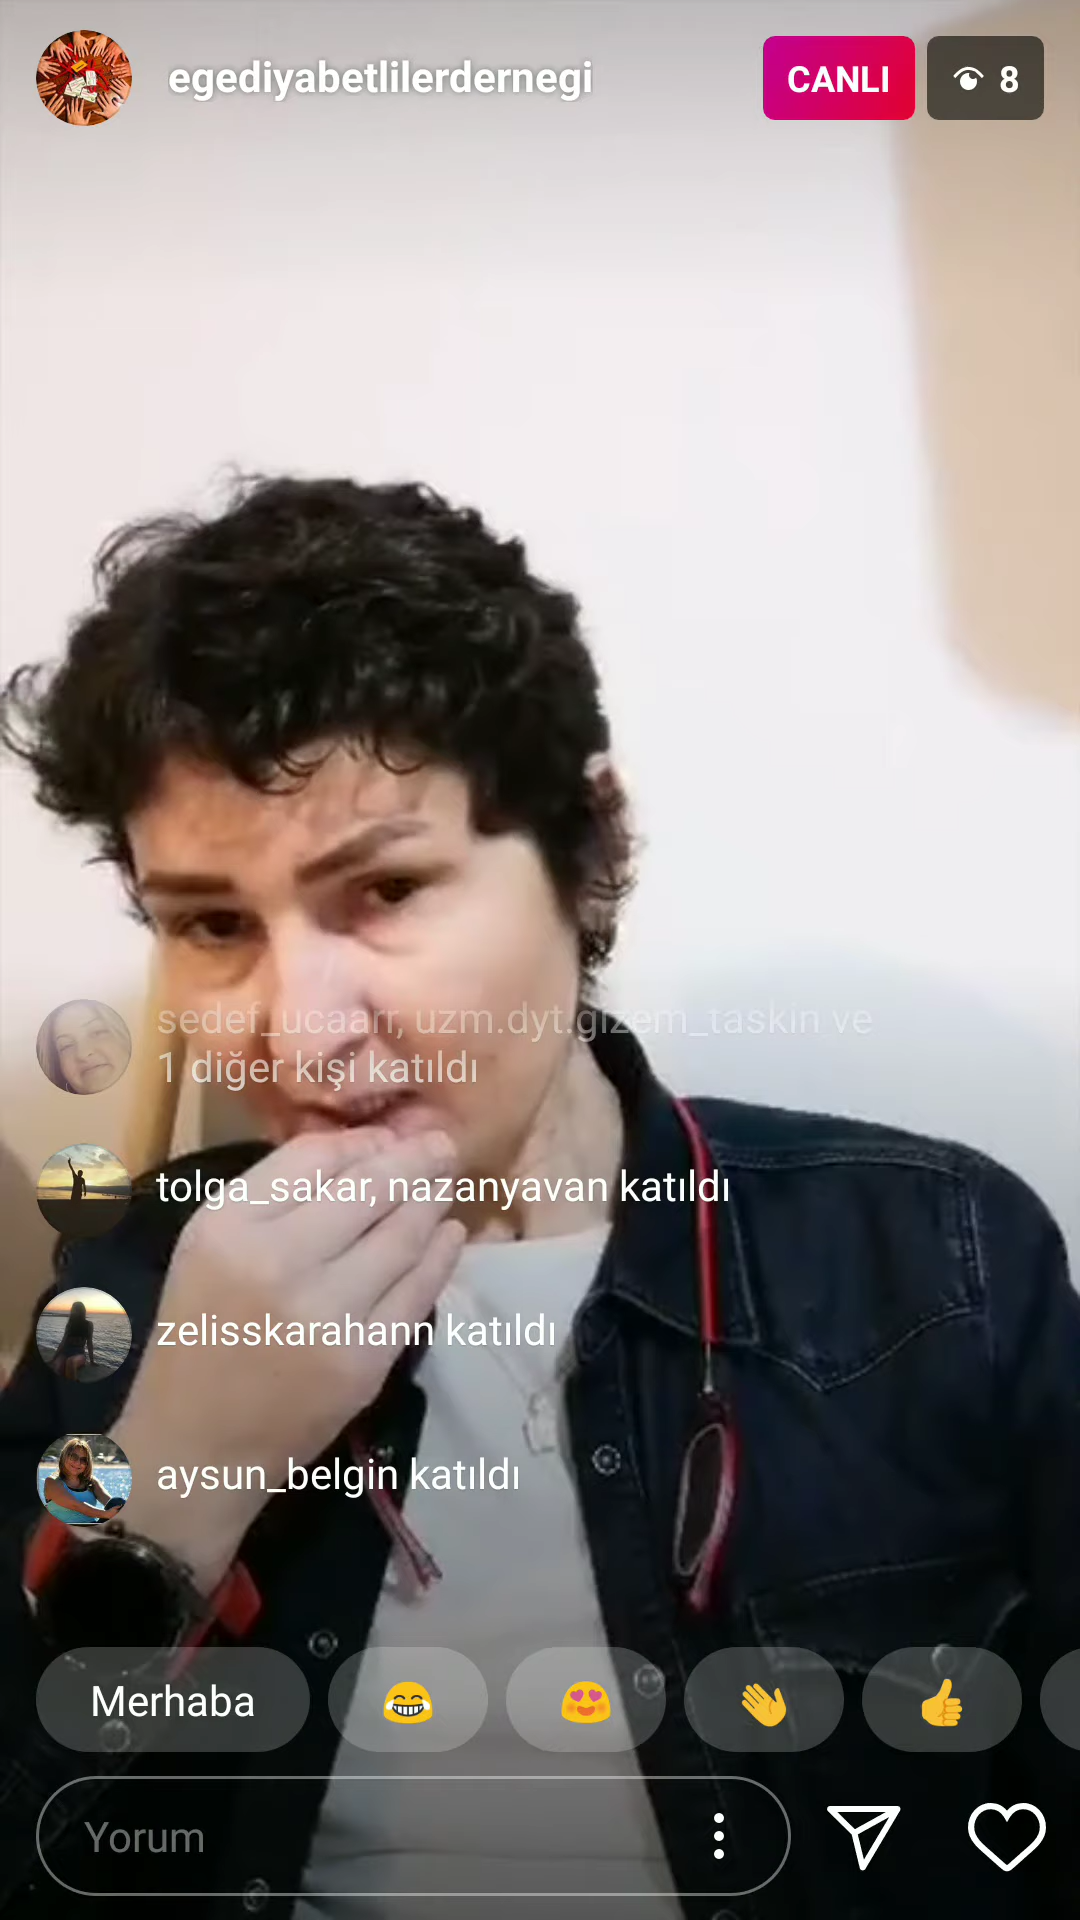 egediyabetlilerdernegi
CANLI
8
sedef_ucaarr, uzm.dyt.gizem_taskin ve
1 diğer kişi katıldı
tolga_sakar, nazanyavan katıldı
zelisskarahann katıldı
aysun_belgin katıldı
Merhaba
Yorum